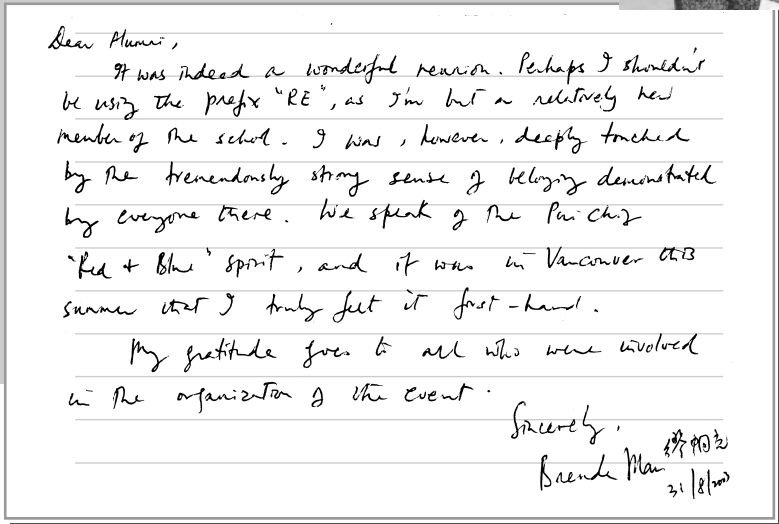 Dear Alumni,
It was indeed a wonderful reunion. Perhaps I shouldn't
be using the prefix "RE", as I'm but a relatively new
member of the school. I was, however, deeply touched
by the tremendously strong sense of belonging demonstrated
by everyone there. We speak of the Pui Ching
"Red + Blue" spirit, and it was in Vancouver this
summer that I truly felt it first-hand.
My gratitude goes to all who were involved
in the organization of the event.
Sincerely,
Brenda Man
31/8/2003